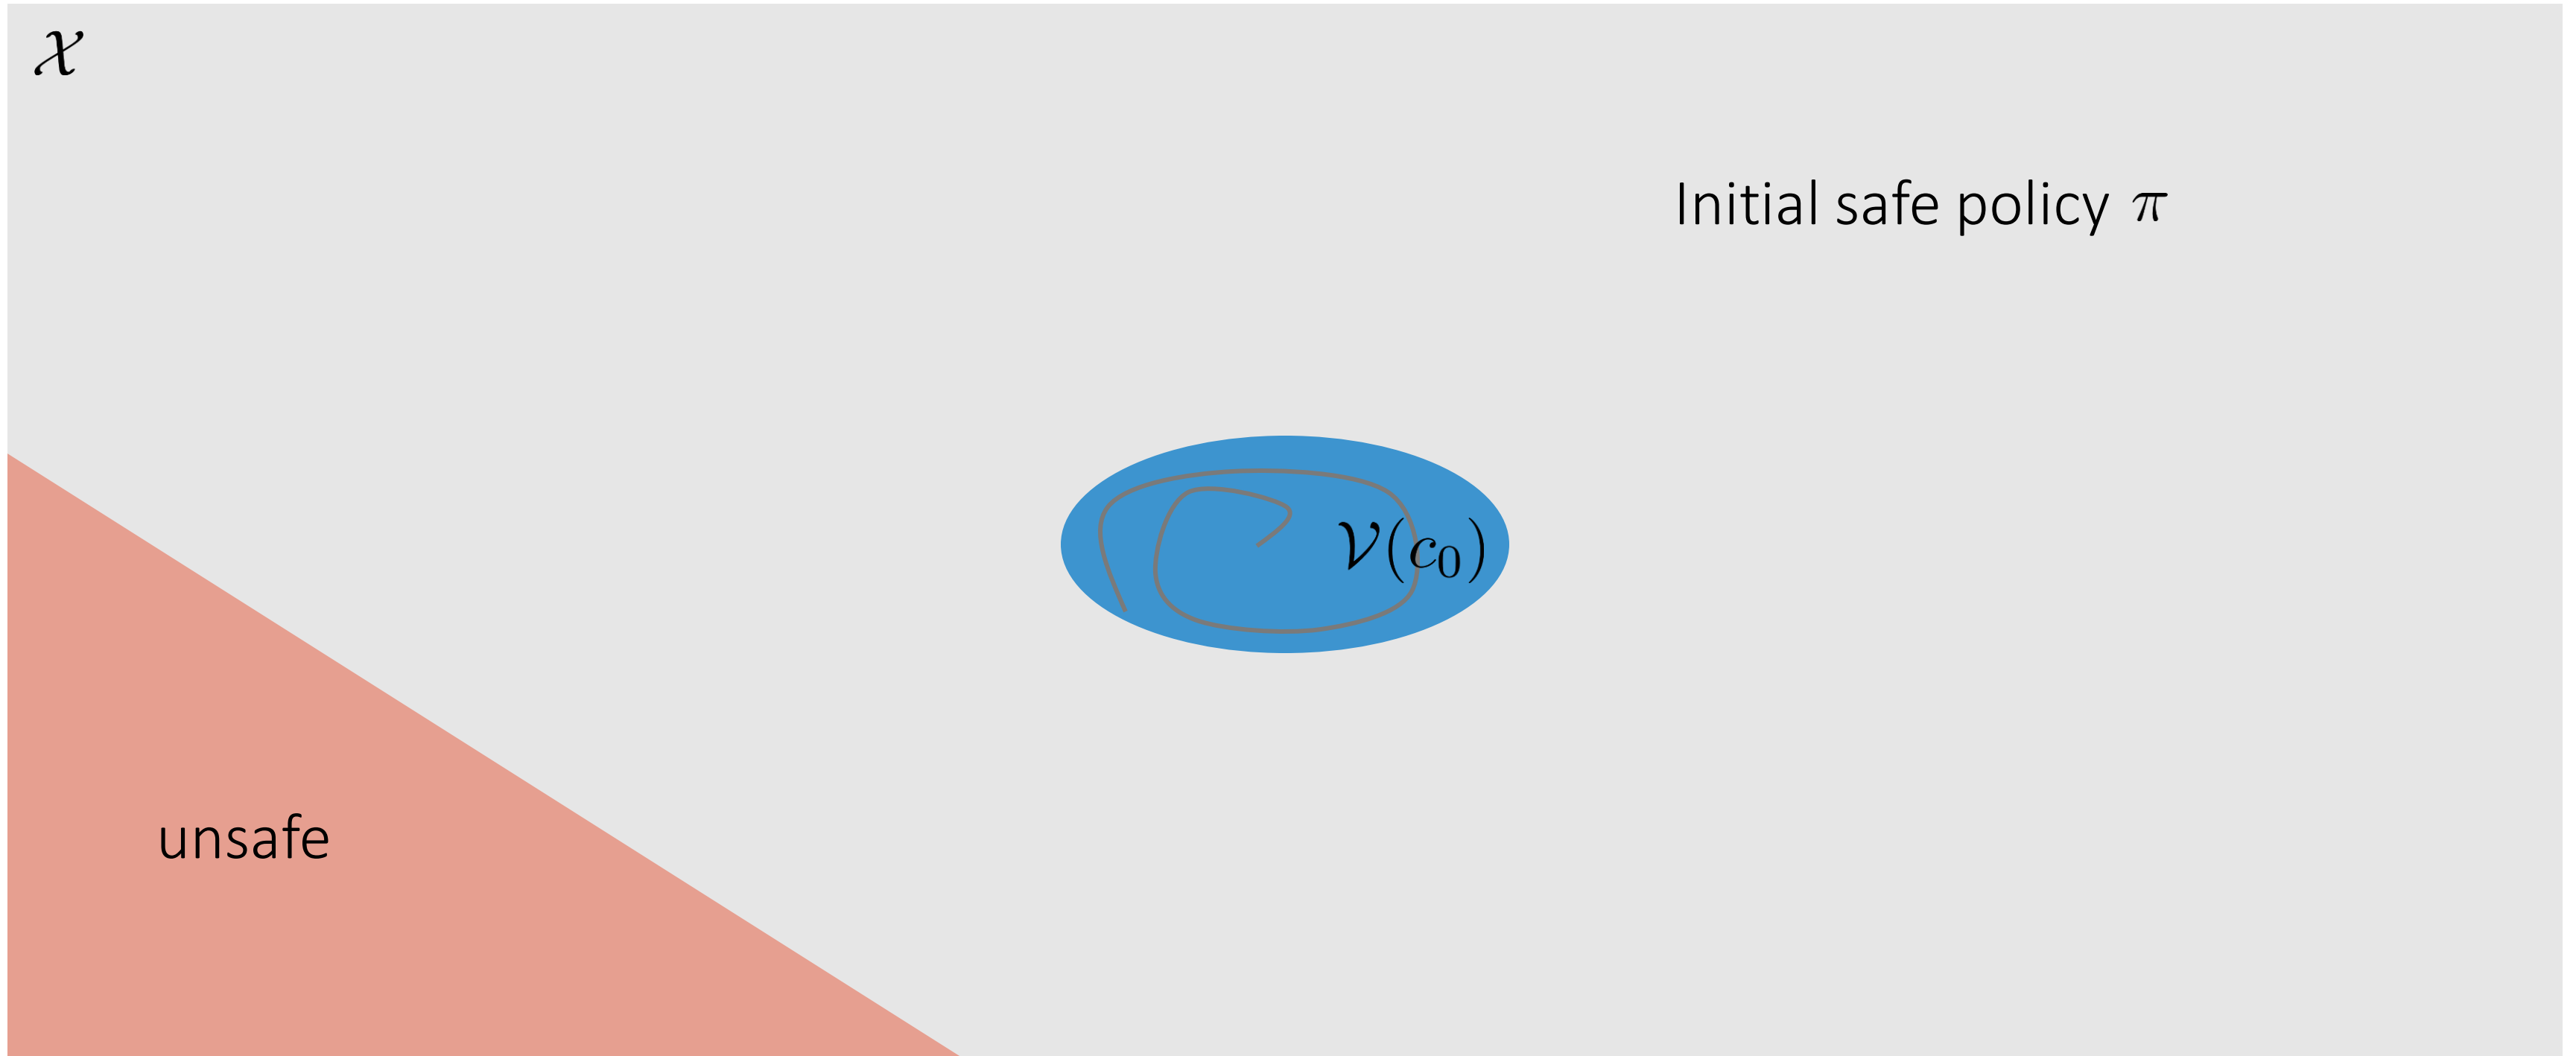 𝒳
Initial safe policy π
𝒱(c₀)
unsafe